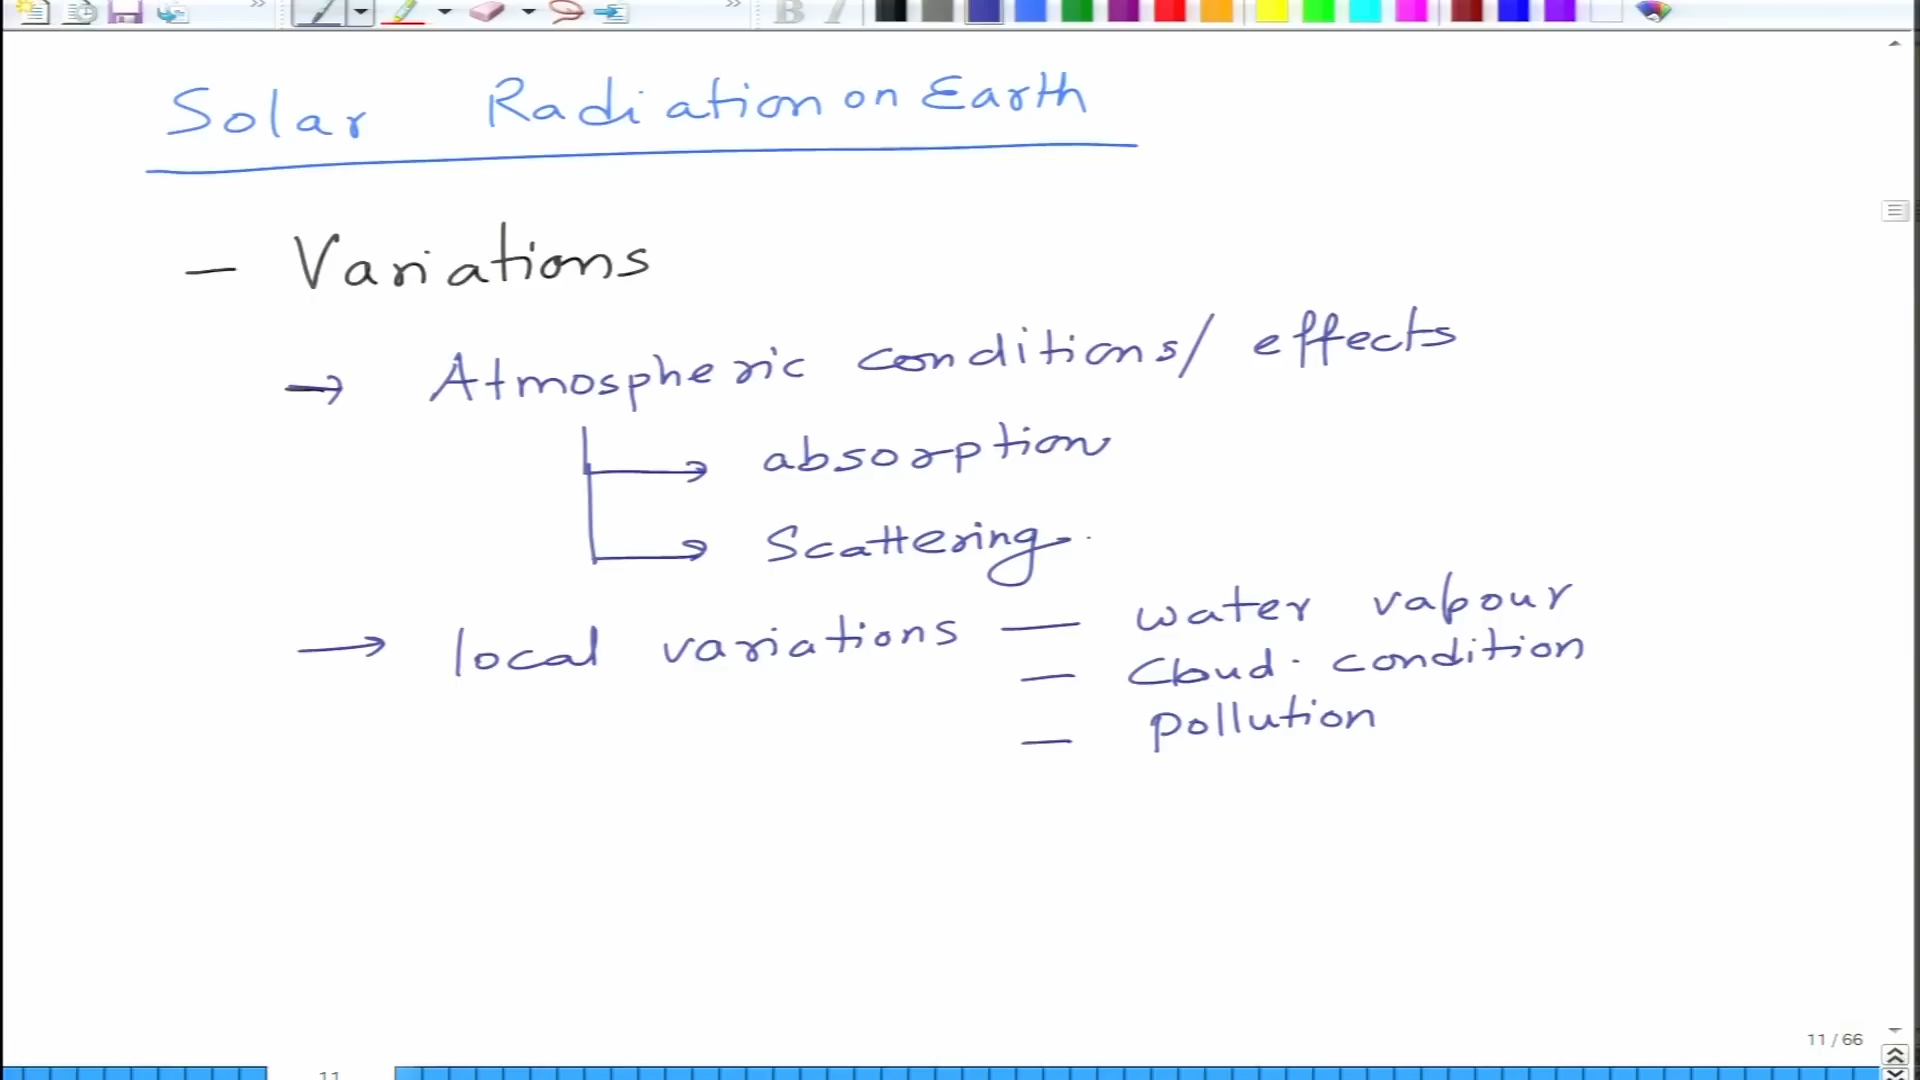 B I
Solar Radiation on Earth
— Variations
→ Atmospheric conditions/ effects
→ absorption
→ Scattering.
→ local variations — water vapour
— Cloud. condition
— pollution
11 / 66
11